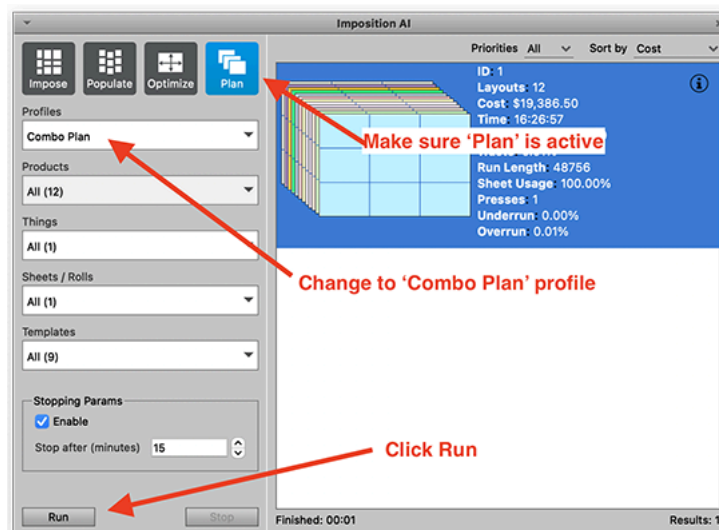 Imposition AI
Impose
Populate
Optimize
Plan
Priorities All
Sort by Cost
Profiles
Combo Plan
Products
All (12)
Things
All (1)
Sheets / Rolls
All (1)
Templates
All (9)
Stopping Params
Enable
Stop after (minutes) 15
Run
Stop
ID: 1
Layouts: 12
Cost: $19,386.50
Time: 16:26:57
Make sure ‘Plan’ is active
Run Length: 48756
Sheet Usage: 100.00%
Presses: 1
Underrun: 0.00%
Overrun: 0.01%
Change to ‘Combo Plan’ profile
Click Run
Finished: 00:01
Results: 1